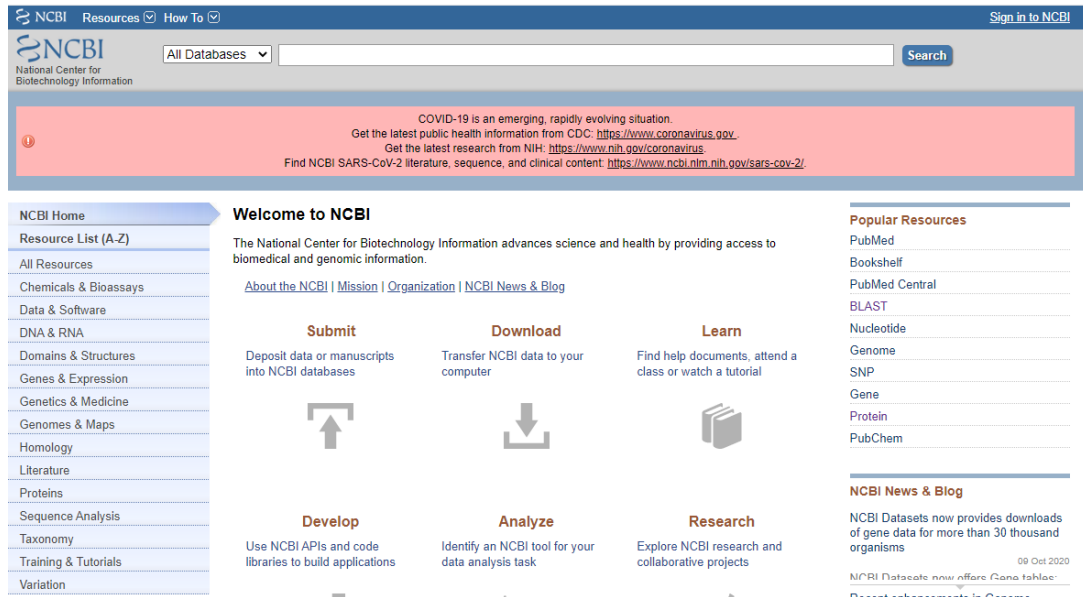 NCBI Resources How To Sign in to NCBI
NCBI
National Center for
Biotechnology Information
All Databases
Search
COVID-19 is an emerging, rapidly evolving situation.
Get the latest public health information from CDC: https://www.coronavirus.gov .
Get the latest research from NIH: https://www.nih.gov/coronavirus.
Find NCBI SARS-CoV-2 literature, sequence, and clinical content: https://www.ncbi.nlm.nih.gov/sars-cov-2/.
NCBI Home
Resource List (A-Z)
All Resources
Chemicals & Bioassays
Data & Software
DNA & RNA
Domains & Structures
Genes & Expression
Genetics & Medicine
Genomes & Maps
Homology
Literature
Proteins
Sequence Analysis
Taxonomy
Training & Tutorials
Variation
Welcome to NCBI
The National Center for Biotechnology Information advances science and health by providing access to
biomedical and genomic information.
About the NCBI | Mission | Organization | NCBI News & Blog
Submit
Deposit data or manuscripts
into NCBI databases
Download
Transfer NCBI data to your
computer
Learn
Find help documents, attend a
class or watch a tutorial
Develop
Use NCBI APIs and code
libraries to build applications
Analyze
Identify an NCBI tool for your
data analysis task
Research
Explore NCBI research and
collaborative projects
Popular Resources
PubMed
Bookshelf
PubMed Central
BLAST
Nucleotide
Genome
SNP
Gene
Protein
PubChem
NCBI News & Blog
NCBI Datasets now provides downloads
of gene data for more than 30 thousand
organisms
09 Oct 2020
NCBI Datasets now offers Gene tables:
Recent enhancements in Genome